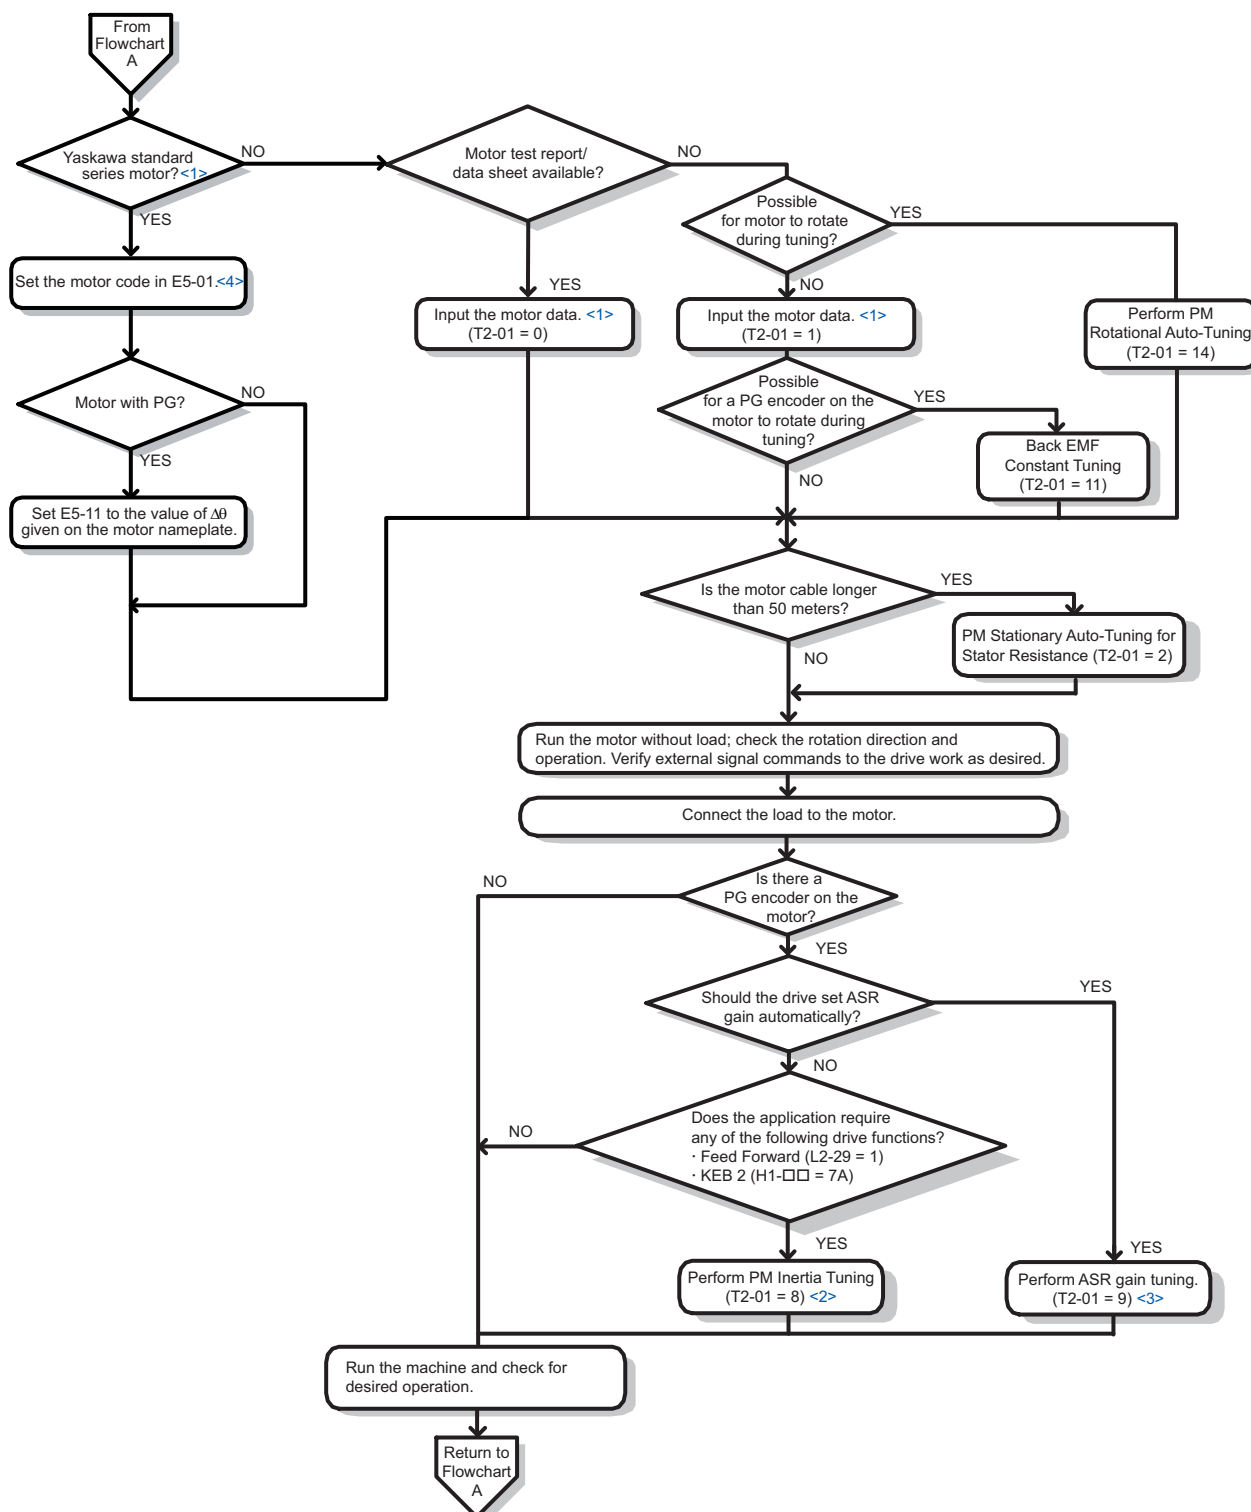 From
Flowchart
A
Yaskawa standard
series motor?<1>
NO
YES
Motor test report/
data sheet available?
NO
YES
Possible
for motor to rotate
during tuning?
YES
NO
Set the motor code in E5-01.<4>
Input the motor data. <1>
(T2-01 = 0)
Input the motor data. <1>
(T2-01 = 1)
Perform PM
Rotational Auto-Tuning
(T2-01 = 14)
Motor with PG?
NO
YES
Possible
for a PG encoder on the
motor to rotate during
tuning?
YES
NO
Back EMF
Constant Tuning
(T2-01 = 11)
Set E5-11 to the value of Δθ
given on the motor nameplate.
Is the motor cable longer
than 50 meters?
YES
NO
PM Stationary Auto-Tuning for
Stator Resistance (T2-01 = 2)
Run the motor without load; check the rotation direction and
operation. Verify external signal commands to the drive work as desired.
Connect the load to the motor.
Is there a
PG encoder on the
motor?
NO
YES
Should the drive set ASR
gain automatically?
YES
NO
Does the application require
any of the following drive functions?
· Feed Forward (L2-29 = 1)
· KEB 2 (H1-□□ = 7A)
NO
YES
YES
Perform PM Inertia Tuning
(T2-01 = 8) <2>
Perform ASR gain tuning.
(T2-01 = 9) <3>
Run the machine and check for
desired operation.
Return to
Flowchart
A